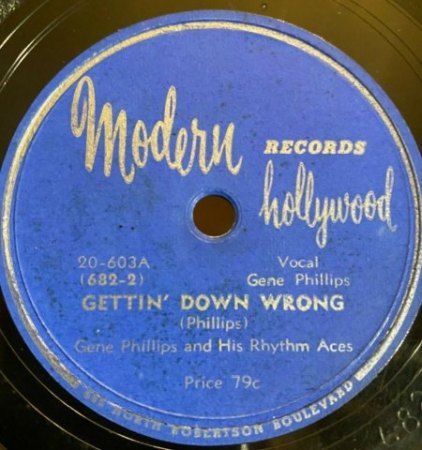 Modern RECORDS
hollywood
20-603A
(682-2)
Vocal
Gene Phillips
GETTIN' DOWN WRONG
(Phillips)
Gene Phillips and His Rhythm Aces
Price 79c
NORTH ROBERTSON BOULEVARD